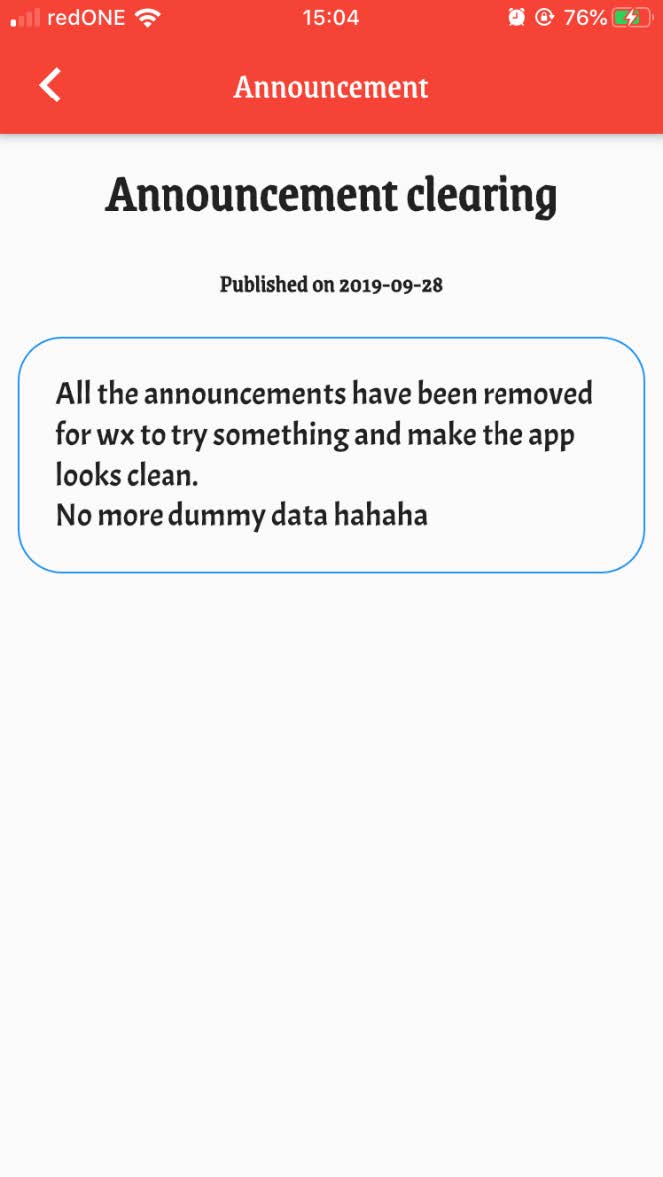 redONE 15:04 76%
Announcement
Announcement clearing
Published on 2019-09-28
All the announcements have been removed
for wx to try something and make the app
looks clean.
No more dummy data hahaha